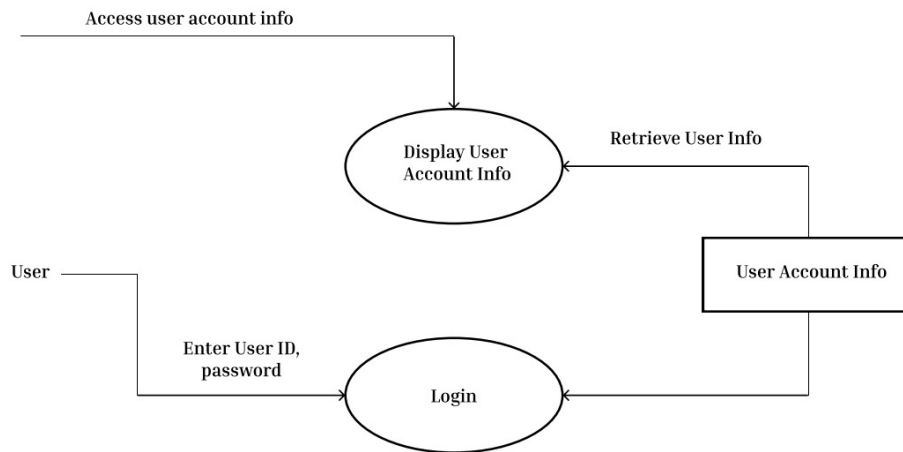 Access user account info
Display User
Account Info
Retrieve User Info
User
User Account Info
Enter User ID,
password
Login